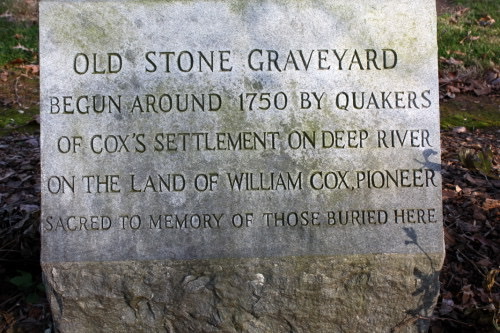 OLD STONE GRAVEYARD
BEGUN AROUND 1750 BY QUAKERS
OF COX'S SETTLEMENT ON DEEP RIVER
ON THE LAND OF WILLIAM COX, PIONEER
SACRED TO MEMORY OF THOSE BURIED HERE